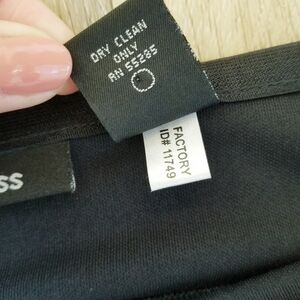 DRY CLEAN
ONLY
RN 55285
FACTORY
ID# 11749
SS